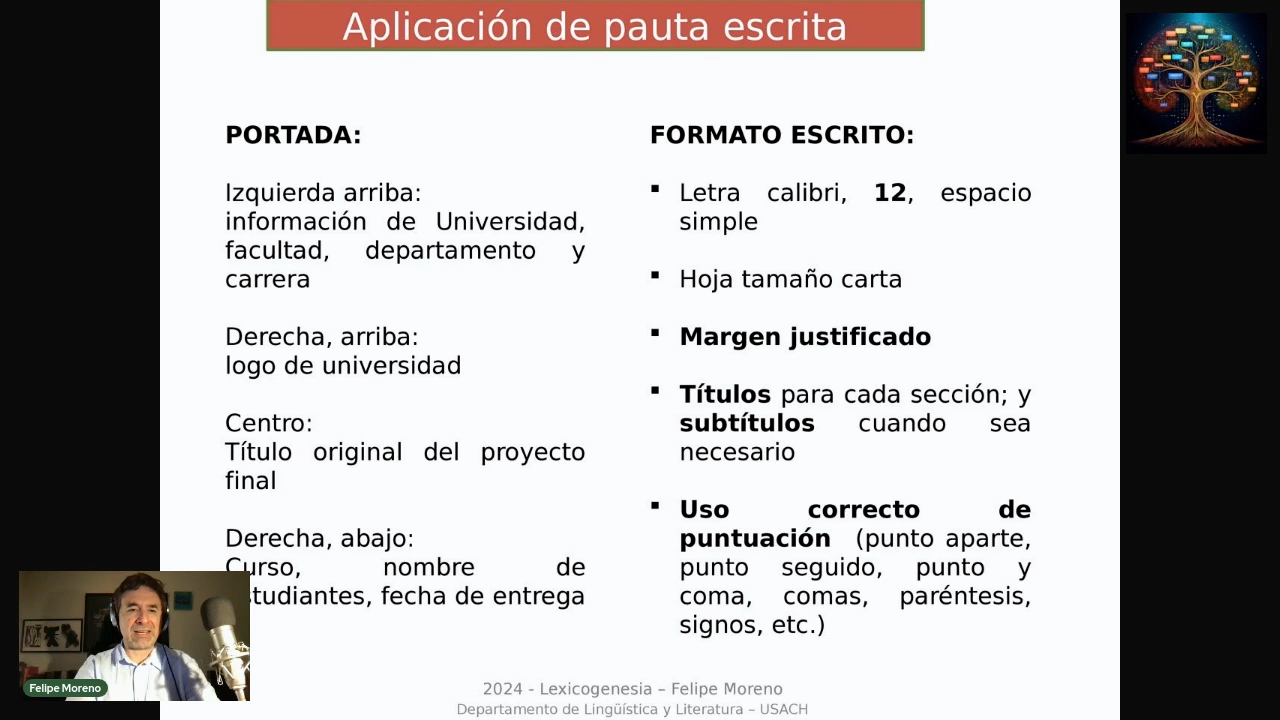 Aplicación de pauta escrita
PORTADA:
Izquierda arriba:
información de Universidad,
facultad, departamento y
carrera
Derecha, arriba:
logo de universidad
Centro:
Título original del proyecto
final
Derecha, abajo:
Curso, nombre de
estudiantes, fecha de entrega
FORMATO ESCRITO:
▪ Letra calibri, 12, espacio
simple
▪ Hoja tamaño carta
▪ Margen justificado
▪ Títulos para cada sección; y
subtítulos cuando sea
necesario
▪ Uso correcto de
puntuación (punto aparte,
punto seguido, punto y
coma, comas, paréntesis,
signos, etc.)
Felipe Moreno
2024 - Lexicogenesia – Felipe Moreno
Departamento de Lingüística y Literatura – USACH